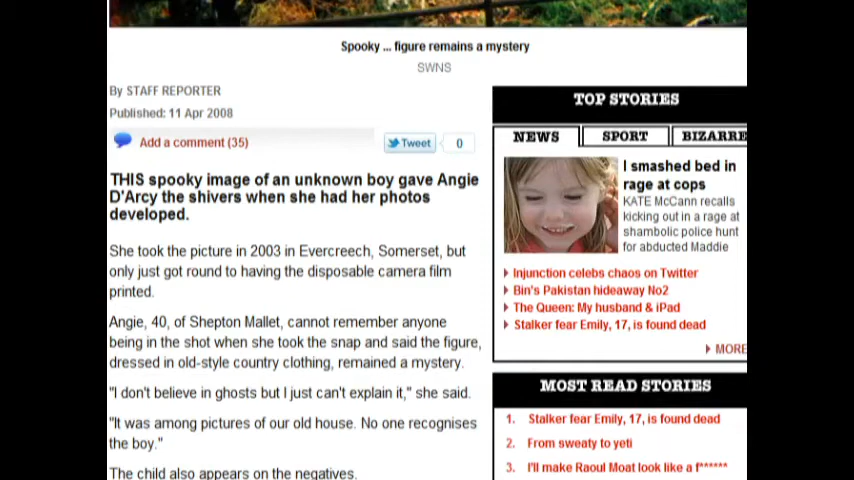 Spooky ... figure remains a mystery
SWNS
By STAFF REPORTER
Published: 11 Apr 2008
Add a comment (35)
Tweet
0
THIS spooky image of an unknown boy gave Angie
D'Arcy the shivers when she had her photos
developed.
She took the picture in 2003 in Evercreech, Somerset, but
only just got round to having the disposable camera film
printed.
Angie, 40, of Shepton Mallet, cannot remember anyone
being in the shot when she took the snap and said the figure,
dressed in old-style country clothing, remained a mystery.
"I don't believe in ghosts but I just can't explain it," she said.
"It was among pictures of our old house. No one recognises
the boy."
The child also appears on the negatives.
TOP STORIES
NEWS
SPORT
BIZARRE
I smashed bed in
rage at cops
KATE McCann recalls
kicking out in a rage at
shambolic police hunt
for abducted Maddie
Injunction celebs chaos on Twitter
Bin's Pakistan hideaway No2
The Queen: My husband & iPad
Stalker fear Emily, 17, is found dead
MORE
MOST READ STORIES
1. Stalker fear Emily, 17, is found dead
2. From sweaty to yeti
3. I'll make Raoul Moat look like a f******